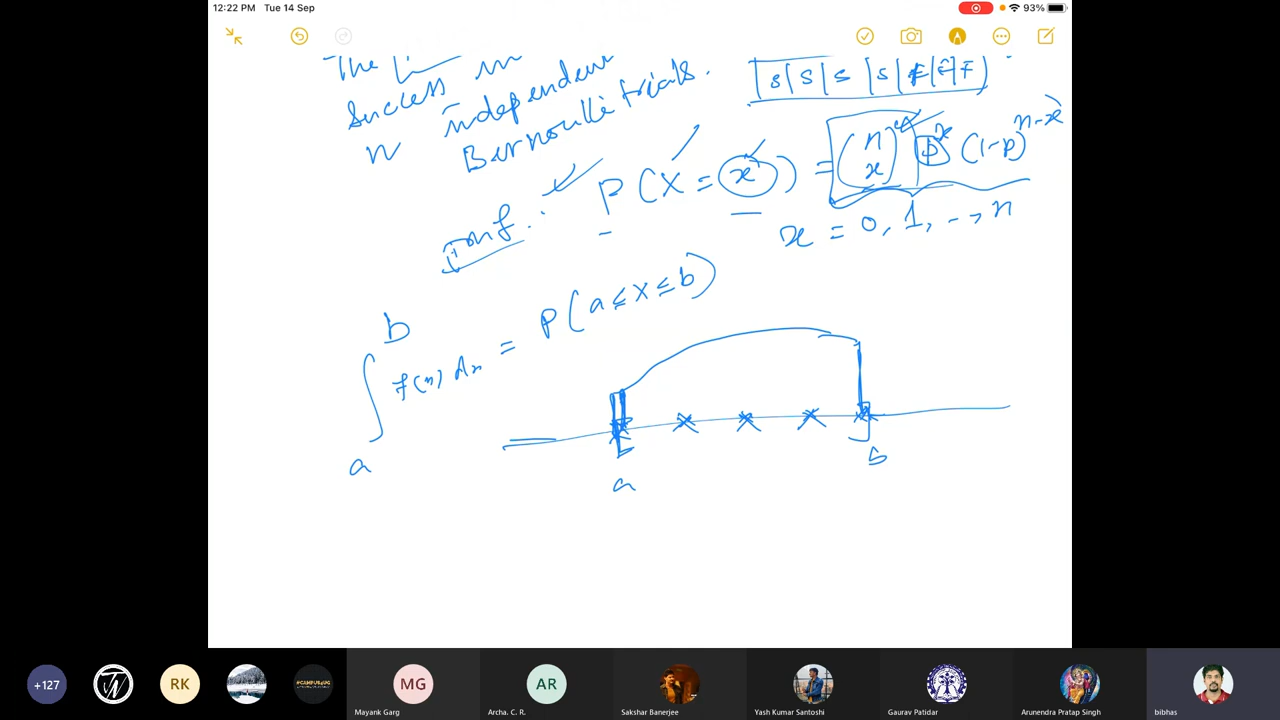 12:22 PM Tue 14 Sep
93%
The
success in
n independent
Bernoulli trials.
|S|S|S|S|F|F|F|
pmf : P(X = x) = (n x) p^x (1-p)^{n-x}
x = 0, 1, .., n
∫_a^b f(x) dx = P(a ≤ X ≤ b)
a b
+127
RK
MG
Mayank Garg
AR
Archa. C. R.
Sakshar Banerjee
Yash Kumar Santoshi
Gaurav Patidar
Arunendra Pratap Singh
bibhas